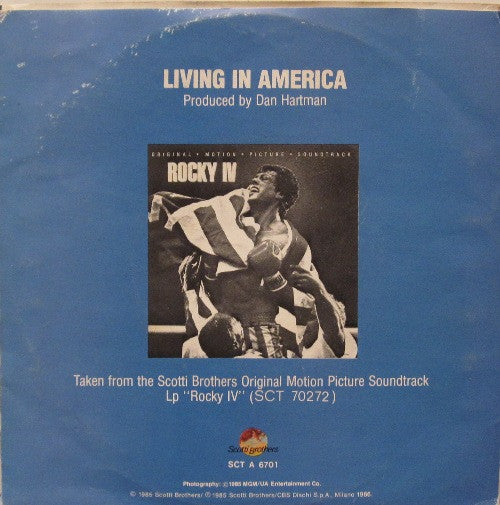 LIVING IN AMERICA
Produced by Dan Hartman
ORIGINAL • MOTION • PICTURE • SOUNDTRACK
ROCKY IV
Taken from the Scotti Brothers Original Motion Picture Soundtrack
Lp "Rocky IV" (SCT 70272)
Scotti brothers
SCT A 6701
Photography: ©1985 MGM/UA Entertainment Co.
© 1985 Scotti Brothers/ ℗ 1985 Scotti Brothers/CBS Dischi S.p.A. Milano 1986.